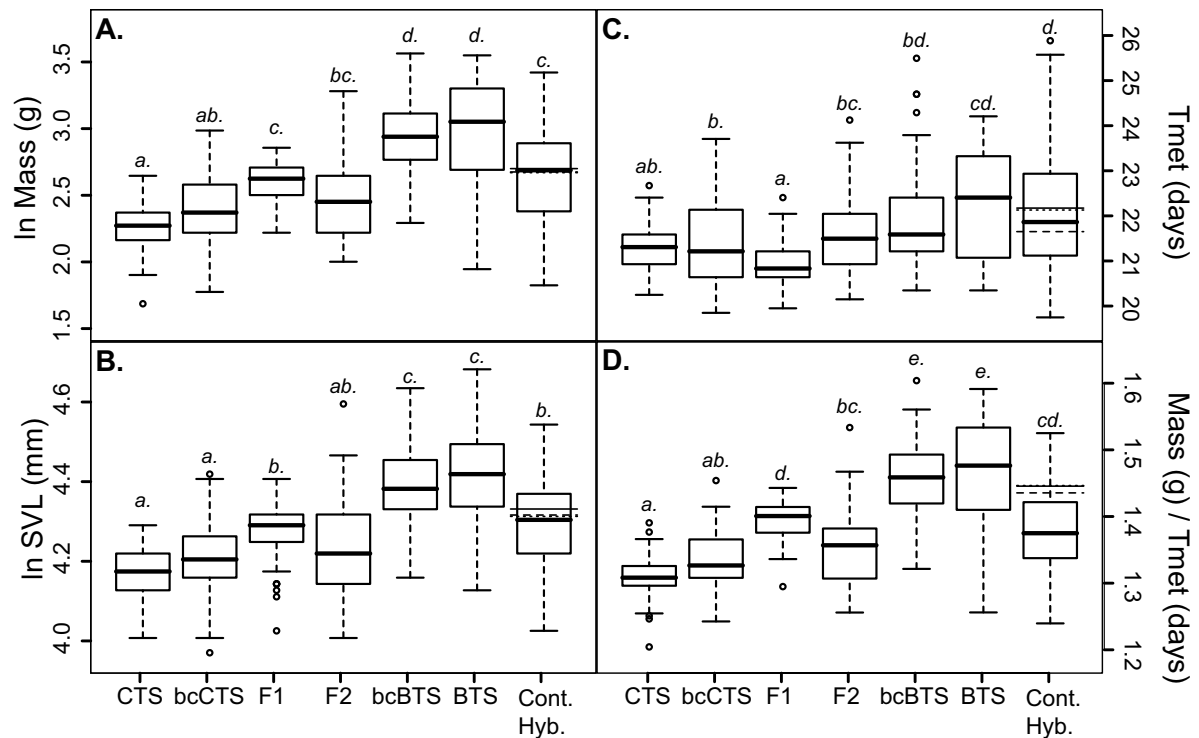 A.
ln Mass (g)
3.5
3.0
2.5
2.0
1.5
a.
ab.
c.
bc.
d.
d.
c.
C.
Tmet (days)
26
25
24
23
22
21
20
ab.
b.
a.
bc.
bd.
cd.
d.
B.
ln SVL (mm)
4.6
4.4
4.2
4.0
a.
a.
b.
ab.
c.
c.
b.
D.
Mass (g) / Tmet (days)
1.6
1.5
1.4
1.3
1.2
a.
ab.
d.
bc.
e.
e.
cd.
CTS bcCTS F1 F2 bcBTS BTS Cont.
Hyb.
CTS bcCTS F1 F2 bcBTS BTS Cont.
Hyb.